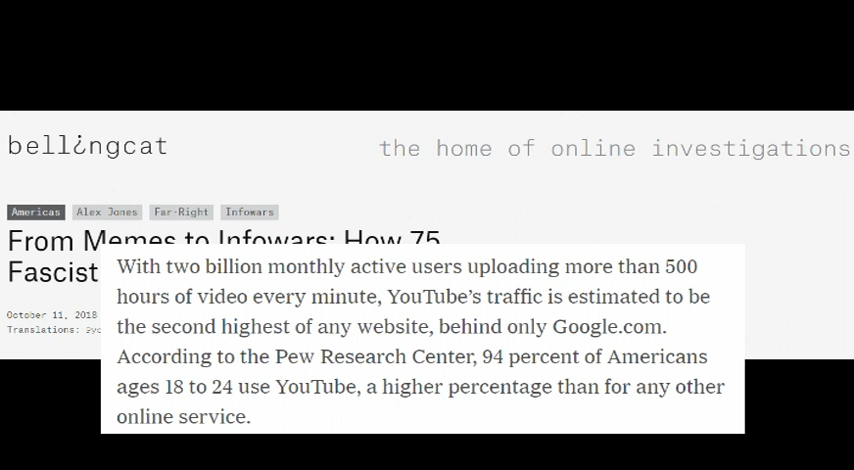 bell¿ngcat
the home of online investigations
Americas Alex Jones Far-Right Infowars
From Memes to Infowars: How 75
Fascist
October 11, 2018
Translations:
With two billion monthly active users uploading more than 500
hours of video every minute, YouTube’s traffic is estimated to be
the second highest of any website, behind only Google.com.
According to the Pew Research Center, 94 percent of Americans
ages 18 to 24 use YouTube, a higher percentage than for any other
online service.